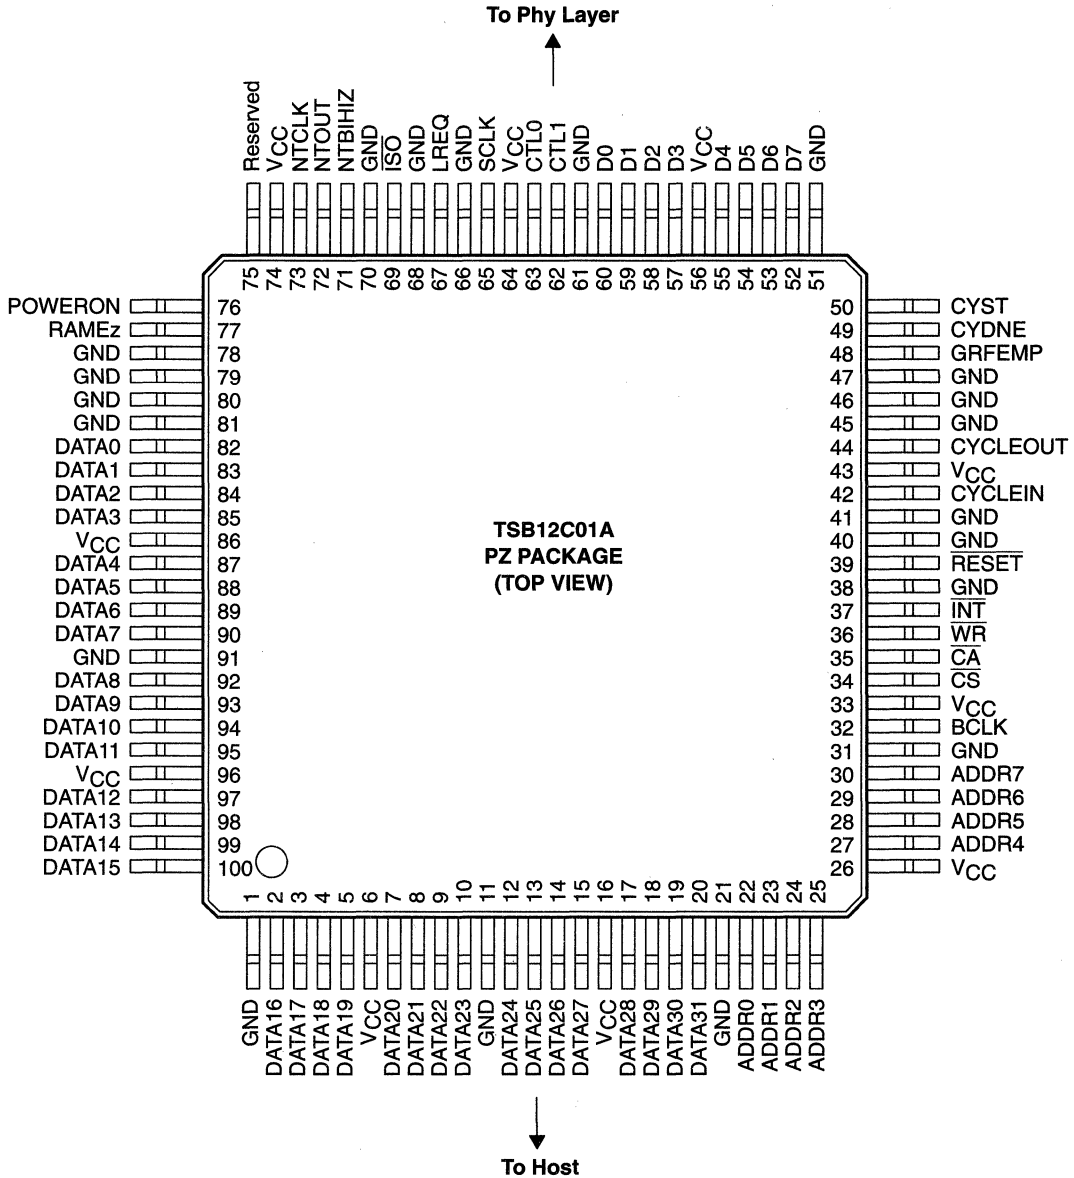 To Phy Layer
Reserved
VCC
NTCLK
NTOUT
NTBIHIZ
GND
ISO
GND
LREQ
GND
SCLK
VCC
CTL0
CTL1
GND
D0
D1
D2
D3
VCC
D4
D5
D6
D7
GND
75 74 73 72 71 70 69 68 67 66 65 64 63 62 61 60 59 58 57 56 55 54 53 52 51
POWERON 76
RAMEz 77
GND 78
GND 79
GND 80
GND 81
DATA0 82
DATA1 83
DATA2 84
DATA3 85
VCC 86
DATA4 87
DATA5 88
DATA6 89
DATA7 90
GND 91
DATA8 92
DATA9 93
DATA10 94
DATA11 95
VCC 96
DATA12 97
DATA13 98
DATA14 99
DATA15 100
TSB12C01A
PZ PACKAGE
(TOP VIEW)
50 CYST
49 CYDNE
48 GRFEMP
47 GND
46 GND
45 GND
44 CYCLEOUT
43 VCC
42 CYCLEIN
41 GND
40 GND
39 RESET
38 GND
37 INT
36 WR
35 CA
34 CS
33 VCC
32 BCLK
31 GND
30 ADDR7
29 ADDR6
28 ADDR5
27 ADDR4
26 VCC
1 2 3 4 5 6 7 8 9 10 11 12 13 14 15 16 17 18 19 20 21 22 23 24 25
GND
DATA16
DATA17
DATA18
DATA19
VCC
DATA20
DATA21
DATA22
DATA23
GND
DATA24
DATA25
DATA26
DATA27
VCC
DATA28
DATA29
DATA30
DATA31
GND
ADDR0
ADDR1
ADDR2
ADDR3
To Host